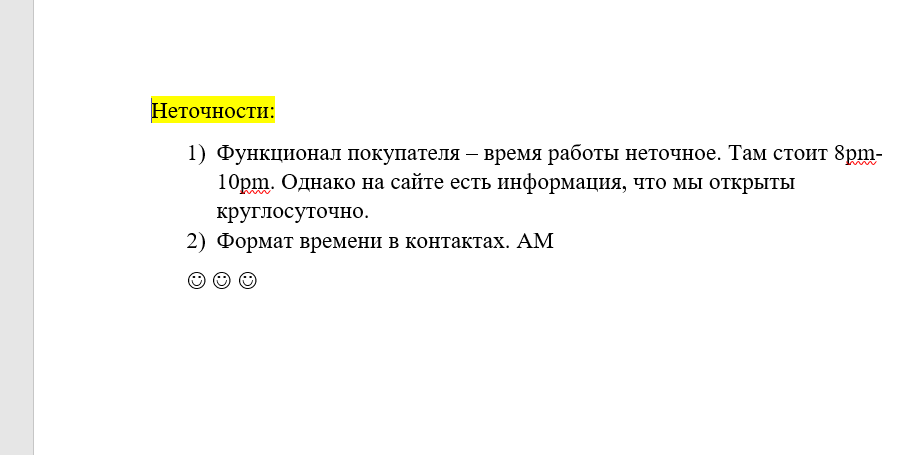 Неточности:
1) Функционал покупателя – время работы неточное. Там стоит 8pm-
10pm. Однако на сайте есть информация, что мы открыты
круглосуточно.
2) Формат времени в контактах. АМ
☺ ☺ ☺